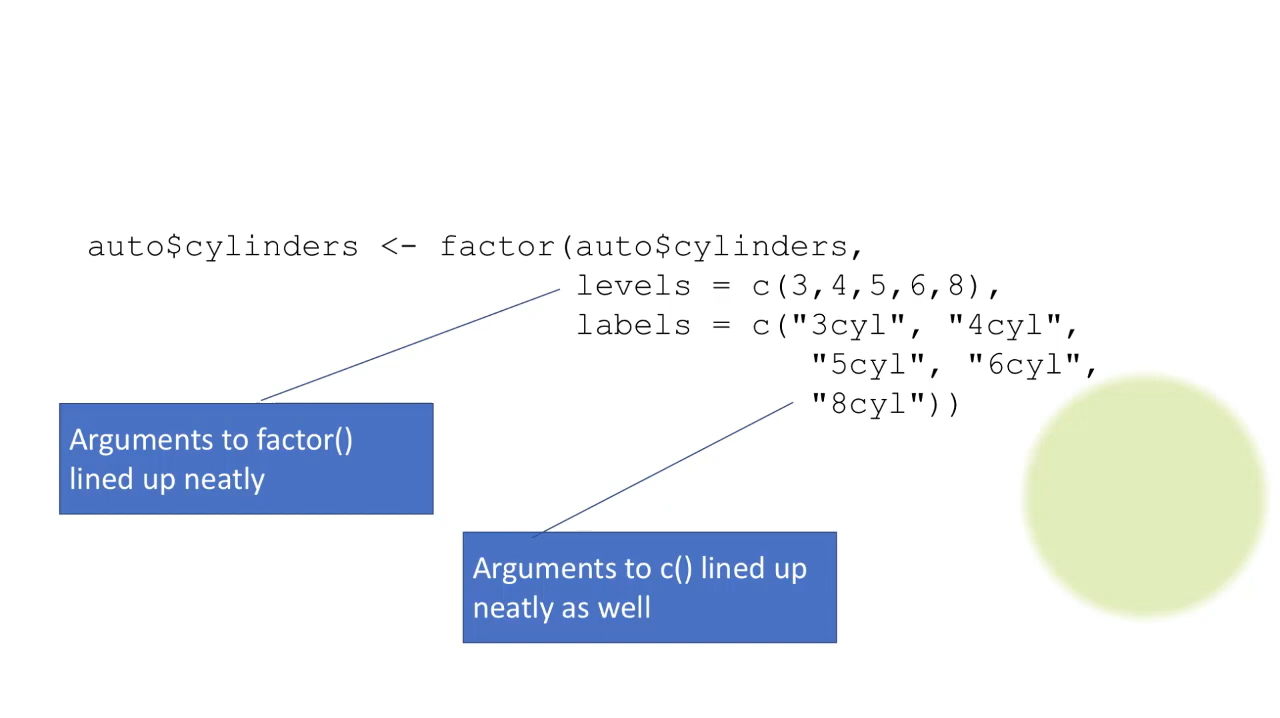 auto$cylinders <- factor(auto$cylinders,
levels = c(3,4,5,6,8),
labels = c("3cyl", "4cyl",
"5cyl", "6cyl",
"8cyl"))
Arguments to factor()
lined up neatly
Arguments to c() lined up
neatly as well